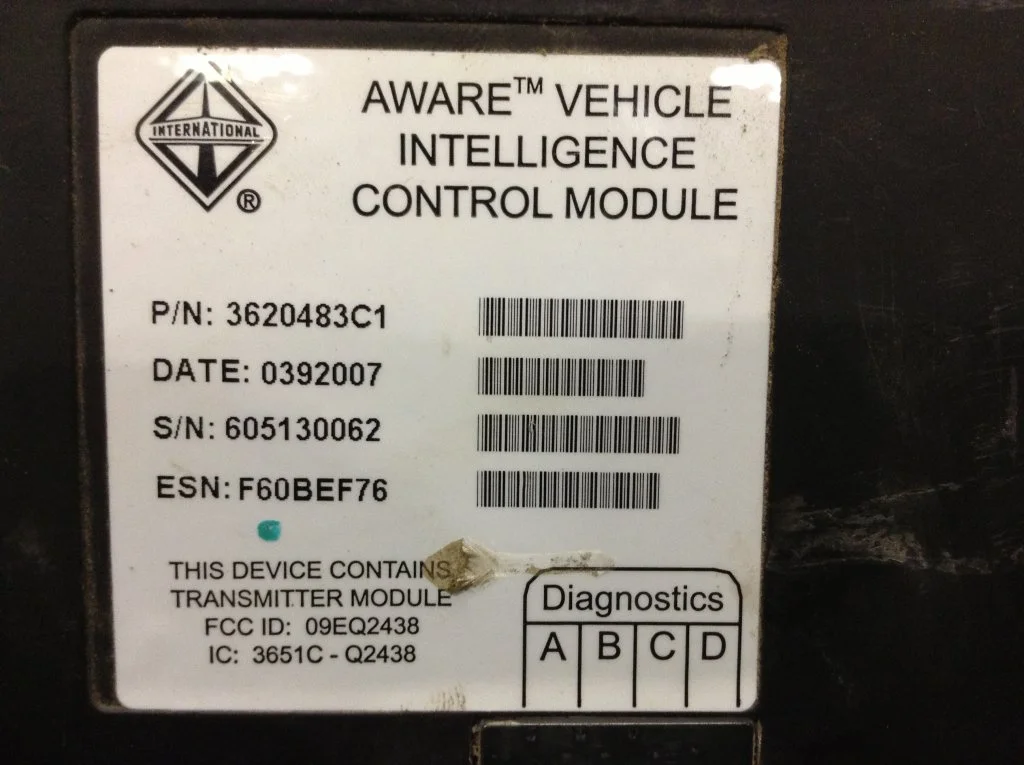 INTERNATIONAL
®
AWARE™ VEHICLE
INTELLIGENCE
CONTROL MODULE
P/N: 3620483C1
DATE: 0392007
S/N: 605130062
ESN: F60BEF76
THIS DEVICE CONTAINS
TRANSMITTER MODULE
FCC ID: 09EQ2438
IC: 3651C - Q2438
Diagnostics
A B C D